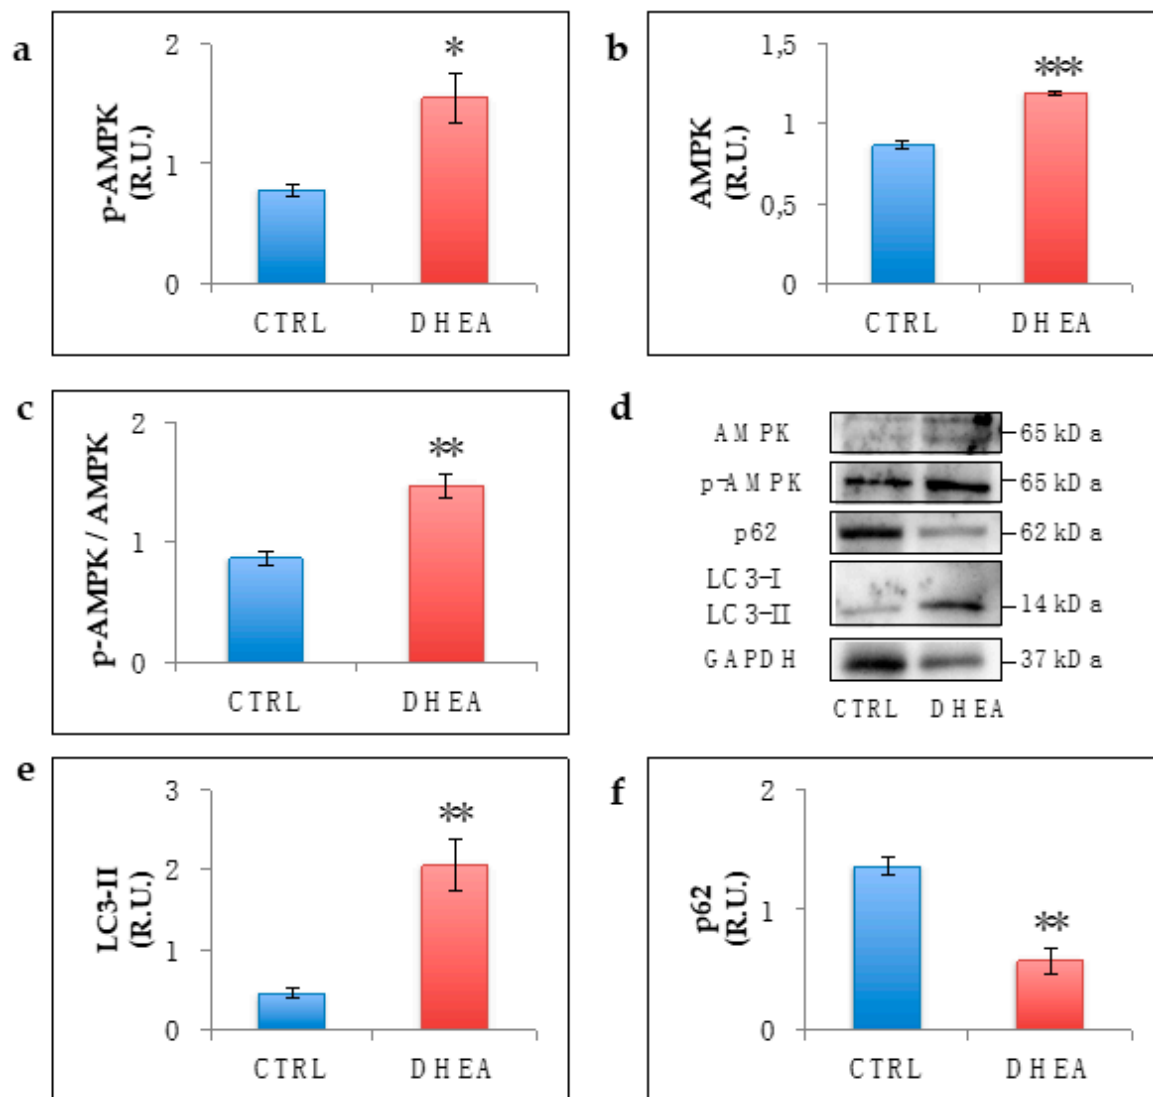 a
p-AMPK
(R.U.)
2
1
0
*
CTRL DHEA
b
AMPK
(R.U.)
1,5
1
0,5
0
***
CTRL DHEA
c
p-AMPK / AMPK
2
1
0
**
CTRL DHEA
d
AMPK 65 kDa
p-AMPK 65 kDa
p62 62 kDa
LC3-I
LC3-II 14 kDa
GAPDH 37 kDa
CTRL DHEA
e
LC3-II
(R.U.)
3
2
1
0
**
CTRL DHEA
f
p62
(R.U.)
2
1
0
**
CTRL DHEA